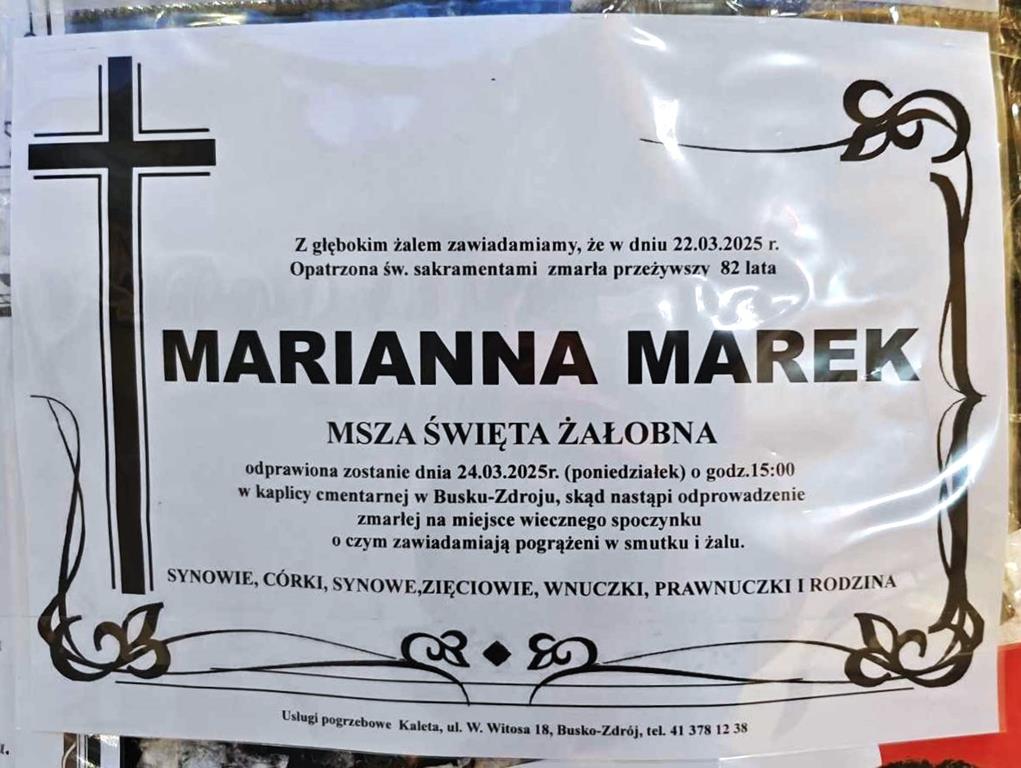 Z głębokim żalem zawiadamiamy, że w dniu 22.03.2025 r.
Opatrzona św. sakramentami zmarła przeżywszy 82 lata
MARIANNA MAREK
MSZA ŚWIĘTA ŻAŁOBNA
odprawiona zostanie dnia 24.03.2025r. (poniedziałek) o godz.15:00
w kaplicy cmentarnej w Busku-Zdroju, skąd nastąpi odprowadzenie
zmarłej na miejsce wiecznego spoczynku
o czym zawiadamiają pogrążeni w smutku i żalu.
SYNOWIE, CÓRKI, SYNOWE,ZIĘCIOWIE, WNUCZKI, PRAWNUCZKI I RODZINA
Usługi pogrzebowe Kaleta, ul. W. Witosa 18, Busko-Zdrój, tel. 41 378 12 38